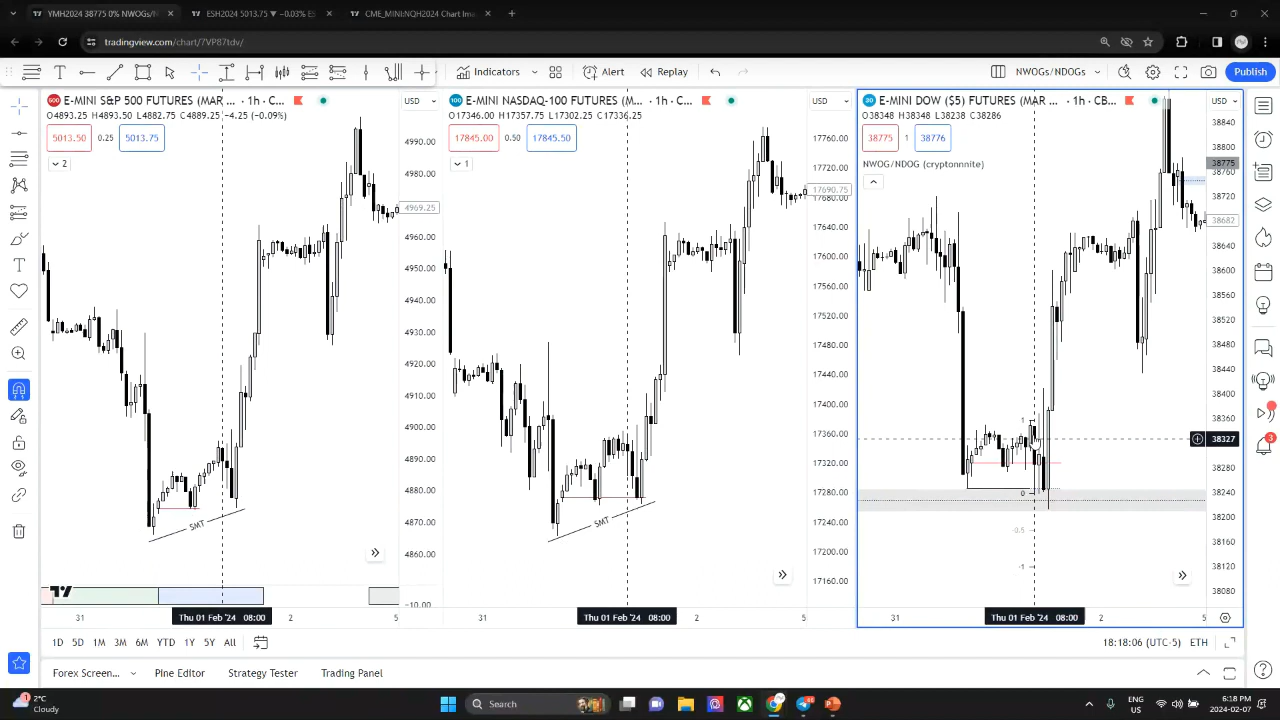 YMH2024 38775 0% NWOGs/N
ESH2024 5013.75 ▼ −0.03% ES
CME_MINI:NQH2024 Chart Ima
tradingview.com/chart/7VP87tdv/
Indicators
Alert
Replay
NWOGs/NDOGs
Publish
E-MINI S&P 500 FUTURES (MAR ... · 1h · C...
USD
O4893.25 H4893.50 L4882.75 C4889.25 −4.25 (−0.09%)
5013.50
0.25
5013.75
2
4990.00
4980.00
4969.25
4960.00
4950.00
4940.00
4930.00
4920.00
4910.00
4900.00
4890.00
4880.00
4870.00
4860.00
−10.00
SMT
31
Thu 01 Feb '24 08:00
2
5
E-MINI NASDAQ-100 FUTURES (M... · 1h · C...
USD
O17346.00 H17357.75 L17302.25 C17336.25
17845.00
0.50
17845.50
1
17760.00
17720.00
17690.75
17680.00
17640.00
17600.00
17560.00
17520.00
17480.00
17440.00
17400.00
17360.00
17320.00
17280.00
17240.00
17200.00
17160.00
SMT
31
Thu 01 Feb '24 08:00
2
5
E-MINI DOW ($5) FUTURES (MAR ... · 1h · CB...
USD
O38348 H38348 L38238 C38286
38775
1
38776
NWOG/NDOG (cryptonnnite)
38840
38800
38775
38760
38720
38682
38640
38600
38560
38520
38480
38440
38400
38360
38327
38280
38240
38200
38160
38120
38080
1
0
-0.5
-1
31
Thu 01 Feb '24 08:00
2
5
1D 5D 1M 3M 6M YTD 1Y 5Y All
18:18:06 (UTC-5) ETH
Forex Screen...
Pine Editor
Strategy Tester
Trading Panel
3
1
2°C
Cloudy
Search
ENG
US
6:18 PM
2024-02-07